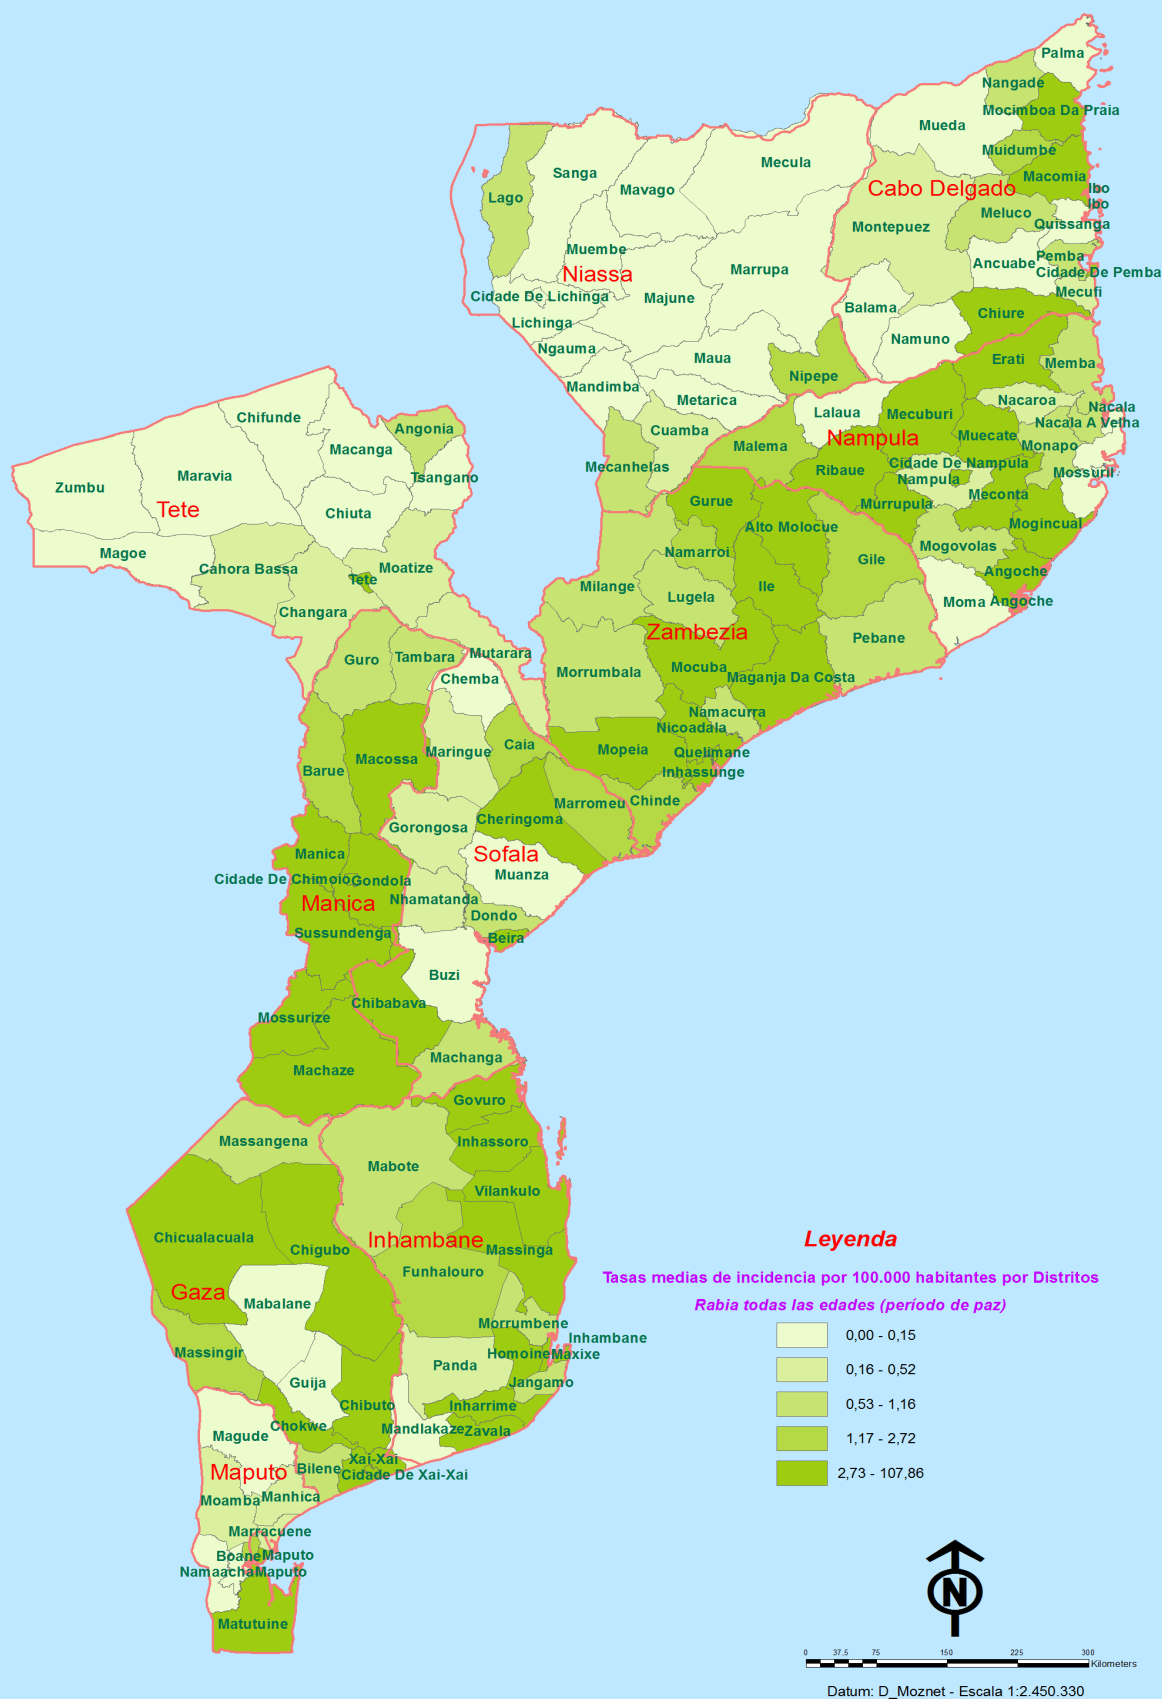 Palma
Nangade
Mocimboa Da Praia
Mueda
Muidumbe
Mecula
Sanga
Macomia
Mavago
Cabo Delgado
Ibo
Lago
Ibo
Meluco
Quissanga
Montepuez
Muembe
Pemba
Ancuabe
Marrupa
Niassa
Cidade De Pemba
Mecufi
Cidade De Lichinga
Majune
Balama
Chiure
Lichinga
Namuno
Ngauma
Maua
Erati
Memba
Nipepe
Mandimba
Metarica
Nacaroa
Nacala
Lalaua
Mecuburi
Chifunde
Nacala A Velha
Angonia
Cuamba
Muecate
Nampula
Monapo
Malema
Macanga
Cidade De Nampula
Mecanhelas
Ribaue
Mossuril
Maravia
Tsangano
Nampula
Zumbu
Meconta
Gurue
Murrupula
Tete
Chiuta
Mogincual
Alto Molocue
Mogovolas
Magoe
Namarroi
Gile
Cahora Bassa
Moatize
Angoche
Tete
Milange
Ile
Lugela
Moma
Angoche
Changara
Zambezia
Pebane
Mutarara
Tambara
Guro
Mocuba
Morrumbala
Chemba
Maganja Da Costa
Namacurra
Nicoadala
Caia
Mopeia
Maringue
Quelimane
Macossa
Barue
Inhassunge
Chinde
Marromeu
Cheringoma
Gorongosa
Manica
Sofala
Muanza
Cidade De Chimoio
Gondola
Nhamatanda
Manica
Dondo
Sussundenga
Beira
Buzi
Chibabava
Mossurize
Machanga
Machaze
Govuro
Massangena
Inhassoro
Mabote
Vilankulo
Chicualacuala
Inhambane
Leyenda
Chigubo
Massinga
Funhalouro
Tasas medias de incidencia por 100.000 habitantes por Distritos
Gaza
Mabalane
Rabia todas las edades (período de paz)
Morrumbene
0,00 - 0,15
Inhambane
Massingir
Homoine
Maxixe
Panda
0,16 - 0,52
Guija
Jangamo
Chibuto
Inharrime
0,53 - 1,16
Chokwe
Mandlakaze
Zavala
Magude
1,17 - 2,72
Xai-Xai
Bilene
Maputo
Cidade De Xai-Xai
2,73 - 107,86
Moamba
Manhica
Marracuene
Boane
Maputo
Namaacha
Maputo
N
Matutuine
0 37,5 75 150 225 300
Kilometers
Datum: D_Moznet - Escala 1:2.450.330